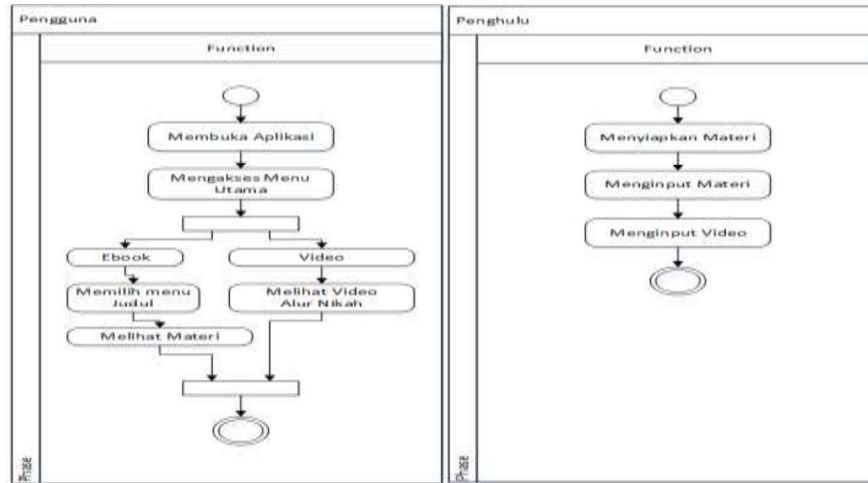 Pengguna
Function
Membuka Aplikasi
Mengakses Menu
Utama
Ebook
Video
Memilih menu
Judul
Melihat Video
Alur Nikah
Melihat Materi
Phase
Penghulu
Function
Menyiapkan Materi
Menginput Materi
Menginput Video
Phase